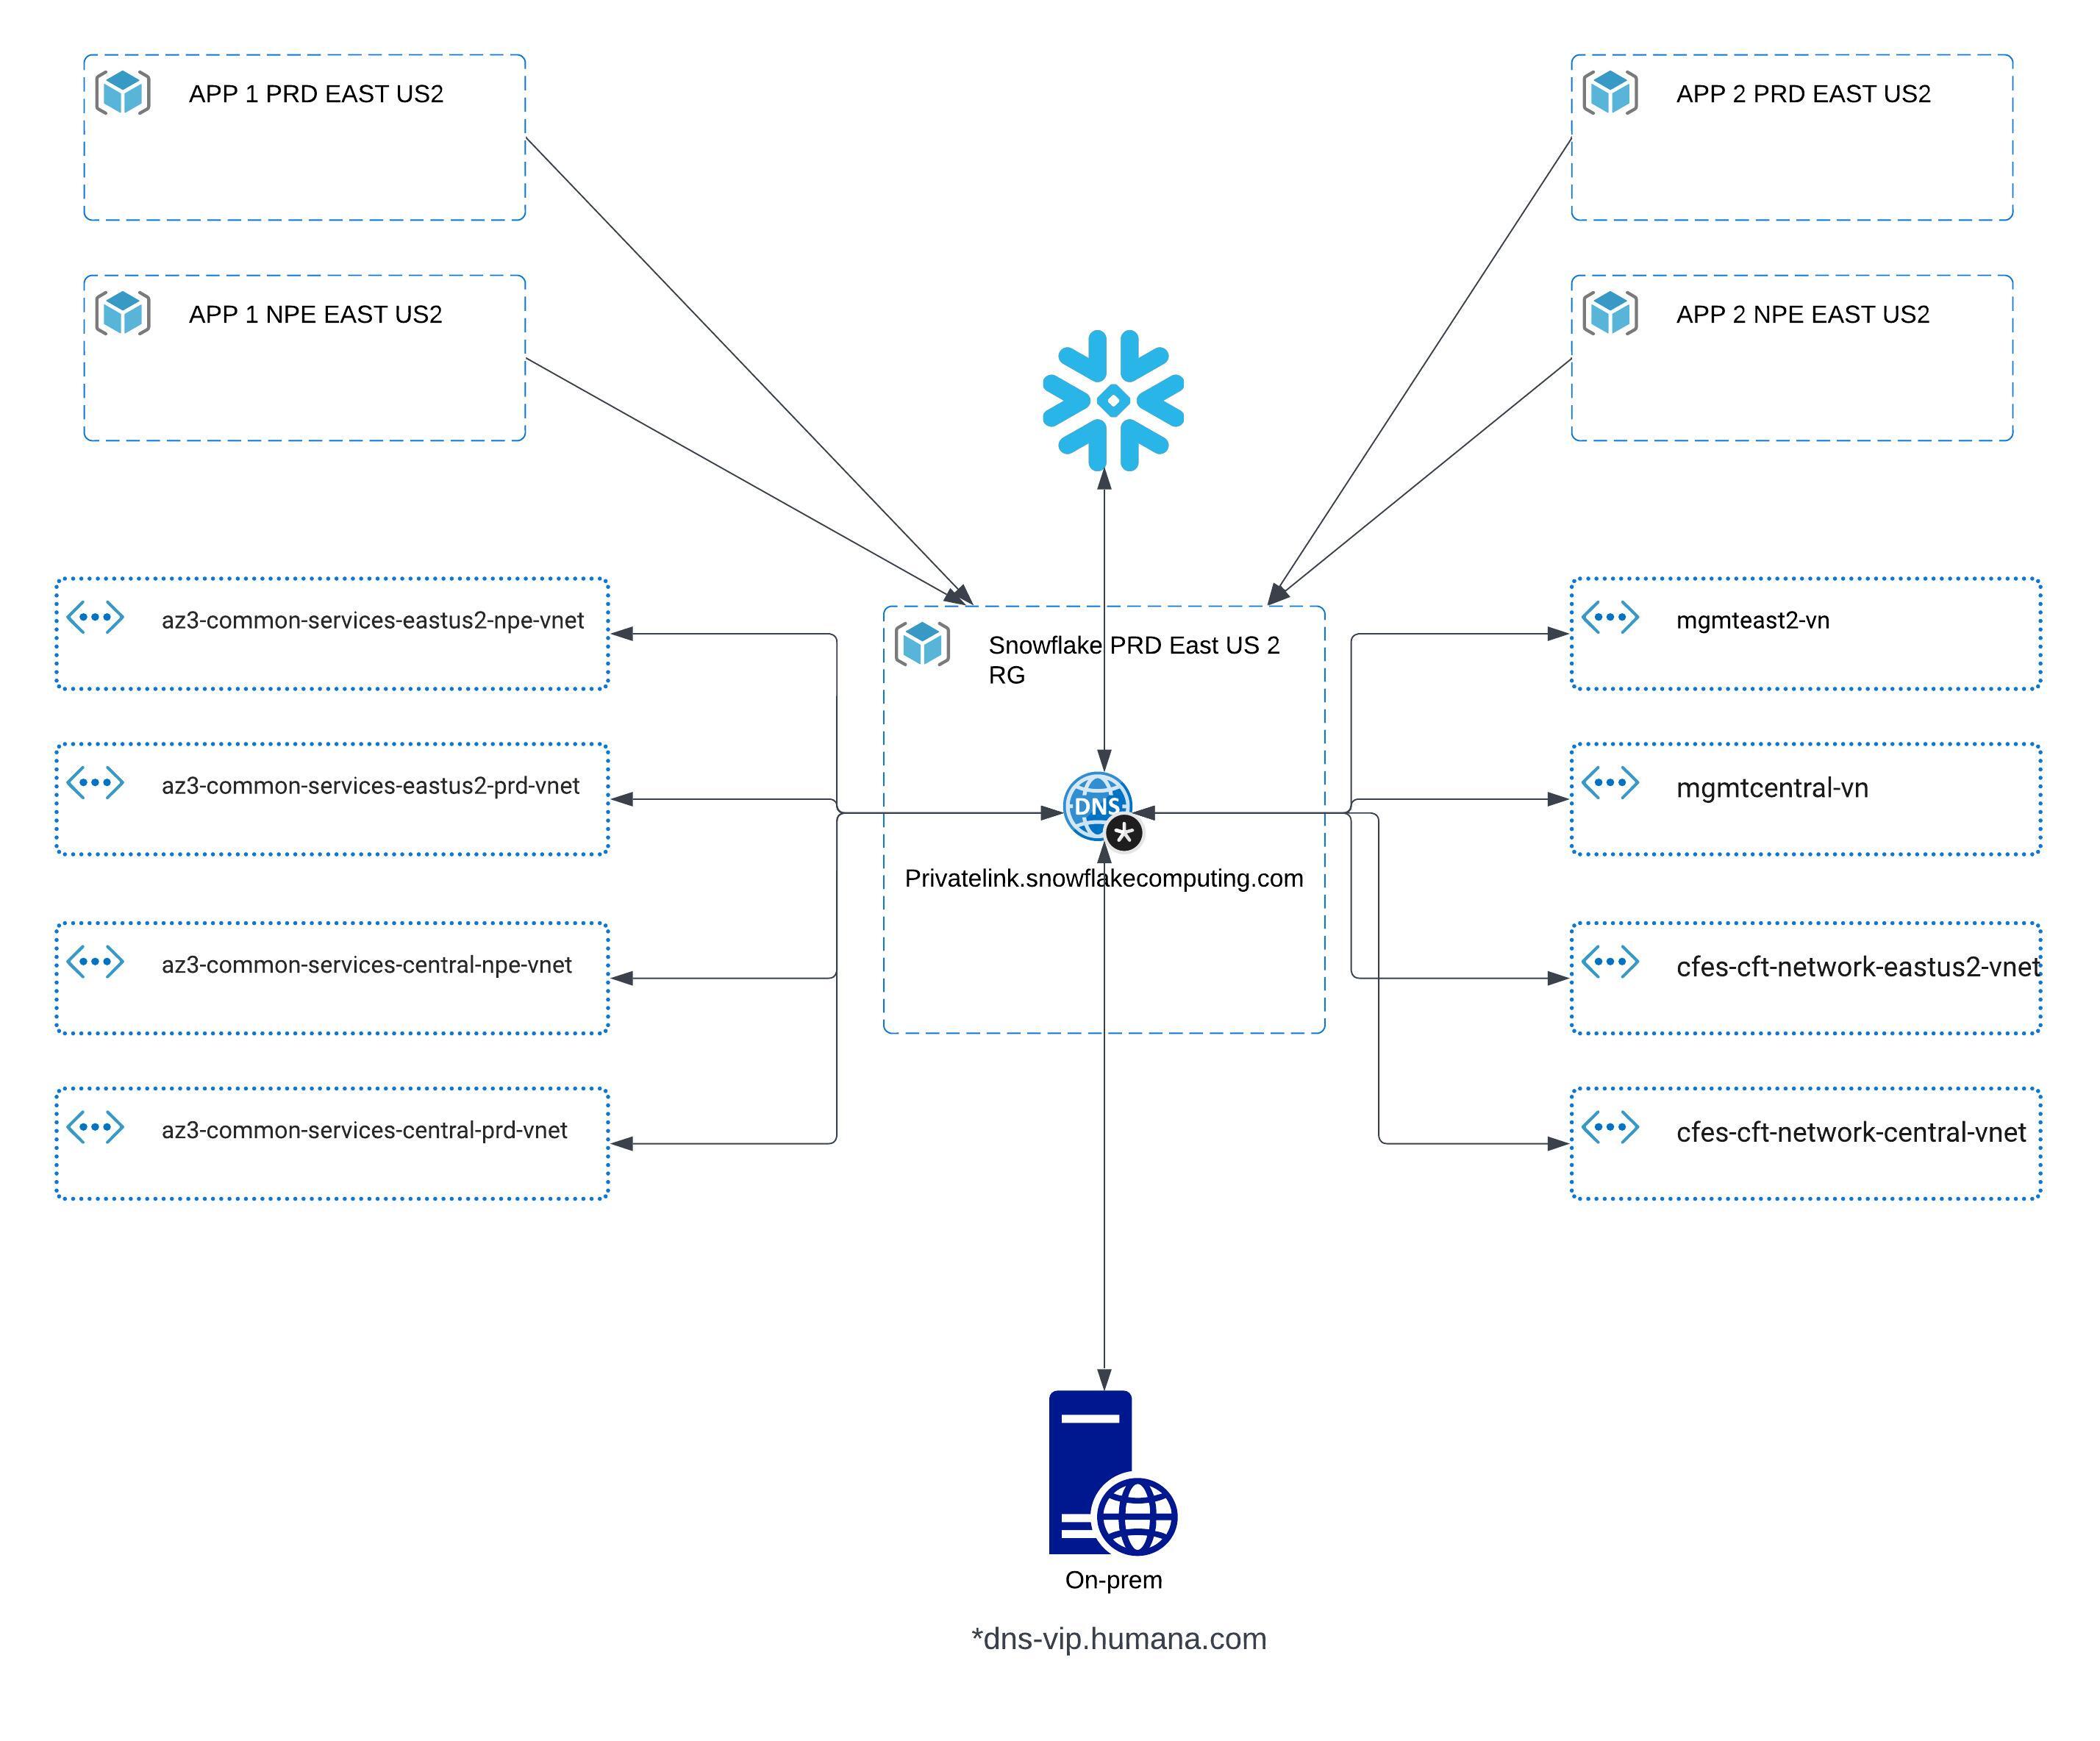 APP 1 PRD EAST US2
APP 2 PRD EAST US2
APP 1 NPE EAST US2
APP 2 NPE EAST US2
az3-common-services-eastus2-npe-vnet
Snowflake PRD East US 2
RG
mgmteast2-vn
az3-common-services-eastus2-prd-vnet
mgmtcentral-vn
DNS
*
Privatelink.snowflakecomputing.com
az3-common-services-central-npe-vnet
cfes-cft-network-eastus2-vnet
az3-common-services-central-prd-vnet
cfes-cft-network-central-vnet
On-prem
*dns-vip.humana.com